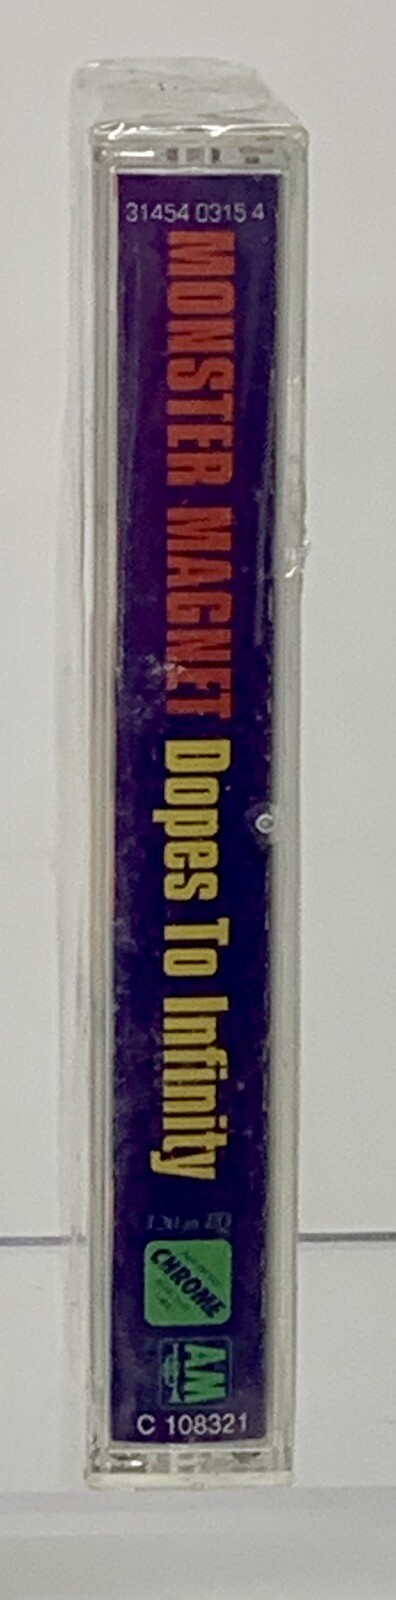 31454 0315 4
MONSTER MAGNET Dopes To Infinity
CHROME
A&M
C 108321